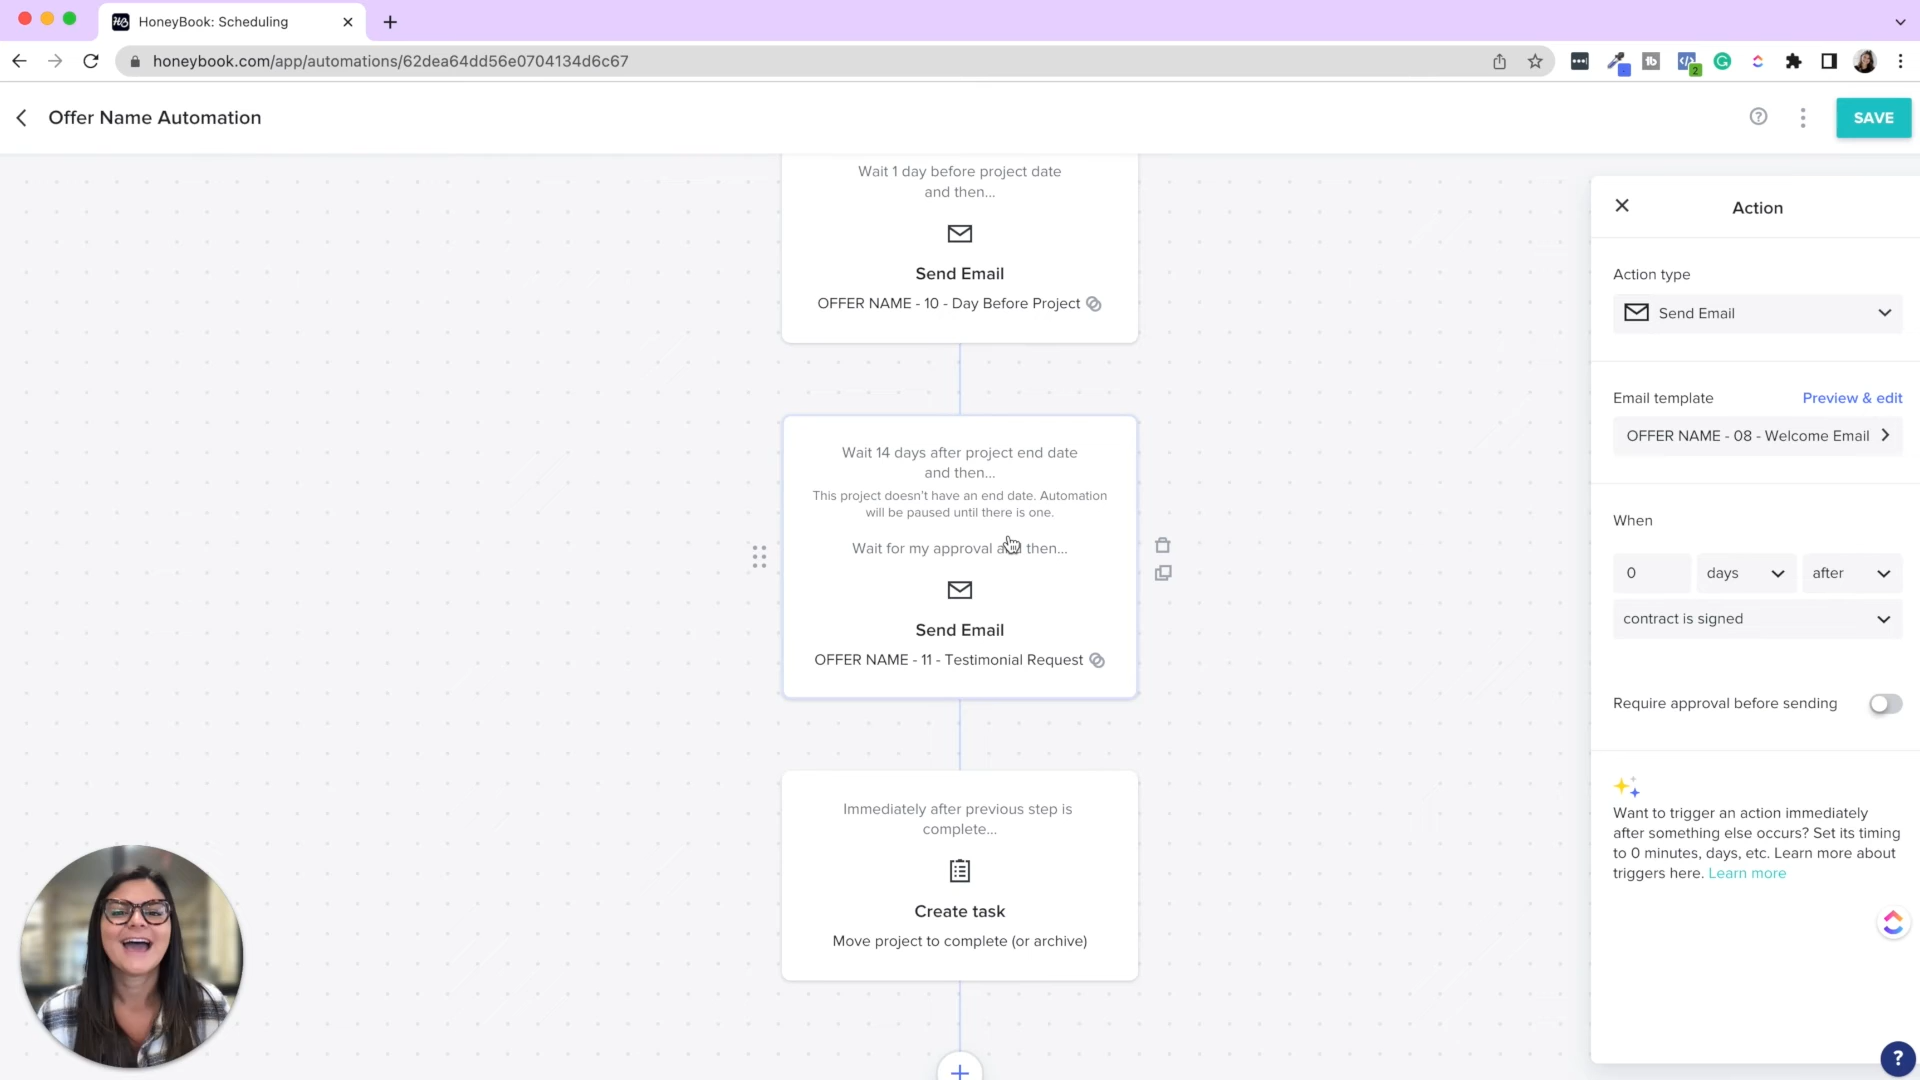 HB
HoneyBook: Scheduling
honeybook.com/app/automations/62dea64dd56e0704134d6c67
tb
2
Offer Name Automation
?
SAVE
Wait 1 day before project date
and then...
Send Email
OFFER NAME - 10 - Day Before Project
Wait 14 days after project end date
and then...
This project doesn't have an end date. Automation
will be paused until there is one.
Wait for my approval and then...
Send Email
OFFER NAME - 11 - Testimonial Request
Immediately after previous step is
complete...
Create task
Move project to complete (or archive)
Action
Action type
Send Email
Email template
Preview & edit
OFFER NAME - 08 - Welcome Email
When
0
days
after
contract is signed
Require approval before sending
Want to trigger an action immediately
after something else occurs? Set its timing
to 0 minutes, days, etc. Learn more about
triggers here. Learn more
?